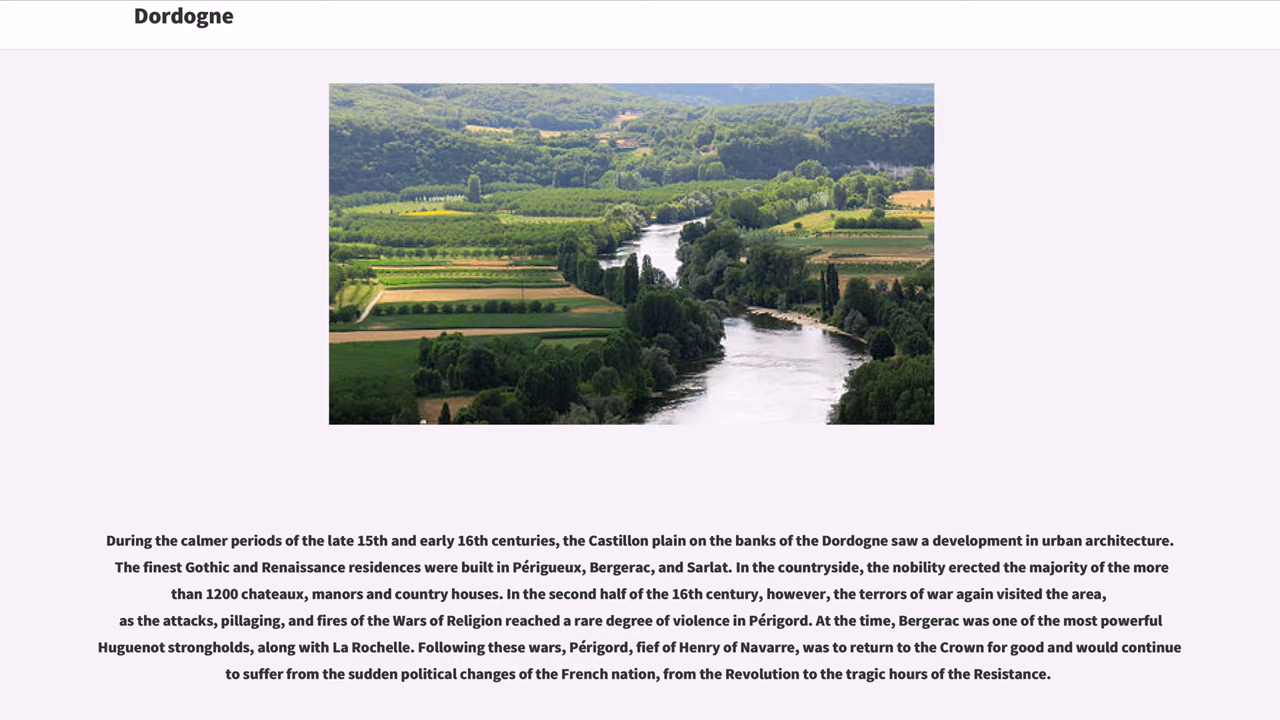 Dordogne
During the calmer periods of the late 15th and early 16th centuries, the Castillon plain on the banks of the Dordogne saw a development in urban architecture.
The finest Gothic and Renaissance residences were built in Périgueux, Bergerac, and Sarlat. In the countryside, the nobility erected the majority of the more
than 1200 chateaux, manors and country houses. In the second half of the 16th century, however, the terrors of war again visited the area,
as the attacks, pillaging, and fires of the Wars of Religion reached a rare degree of violence in Périgord. At the time, Bergerac was one of the most powerful
Huguenot strongholds, along with La Rochelle. Following these wars, Périgord, fief of Henry of Navarre, was to return to the Crown for good and would continue
to suffer from the sudden political changes of the French nation, from the Revolution to the tragic hours of the Resistance.